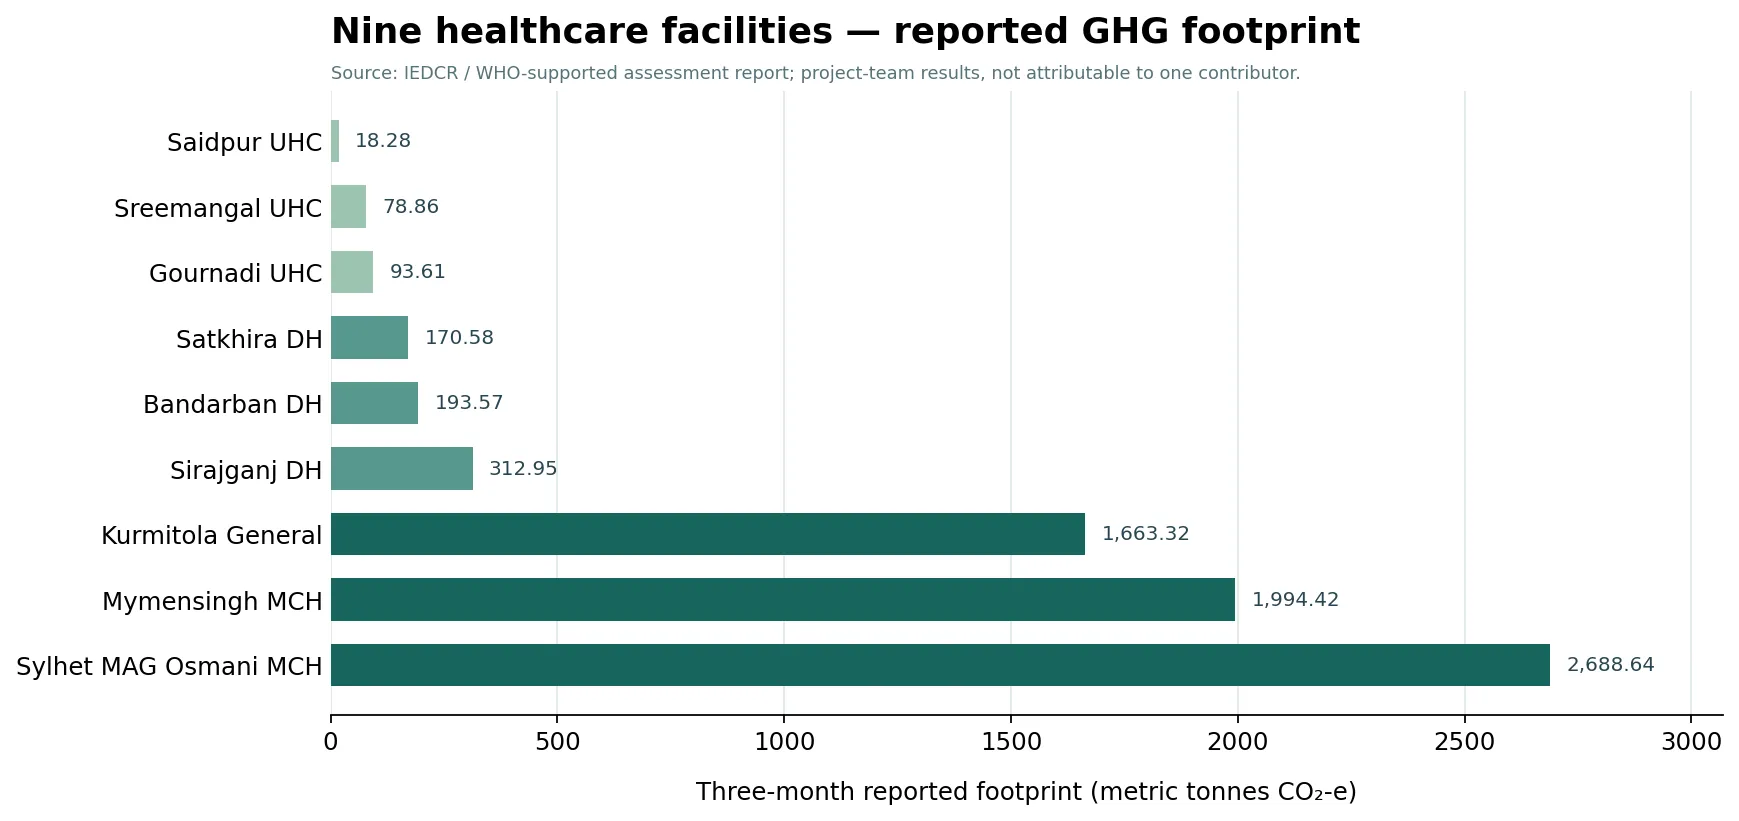 Nine healthcare facilities — reported GHG footprint
Source: IEDCR / WHO-supported assessment report; project-team results, not attributable to one contributor.
Saidpur UHC 18.28
Sreemangal UHC 78.86
Gournadi UHC 93.61
Satkhira DH 170.58
Bandarban DH 193.57
Sirajganj DH 312.95
Kurmitola General 1,663.32
Mymensingh MCH 1,994.42
Sylhet MAG Osmani MCH 2,688.64
0 500 1000 1500 2000 2500 3000
Three-month reported footprint (metric tonnes CO₂-e)